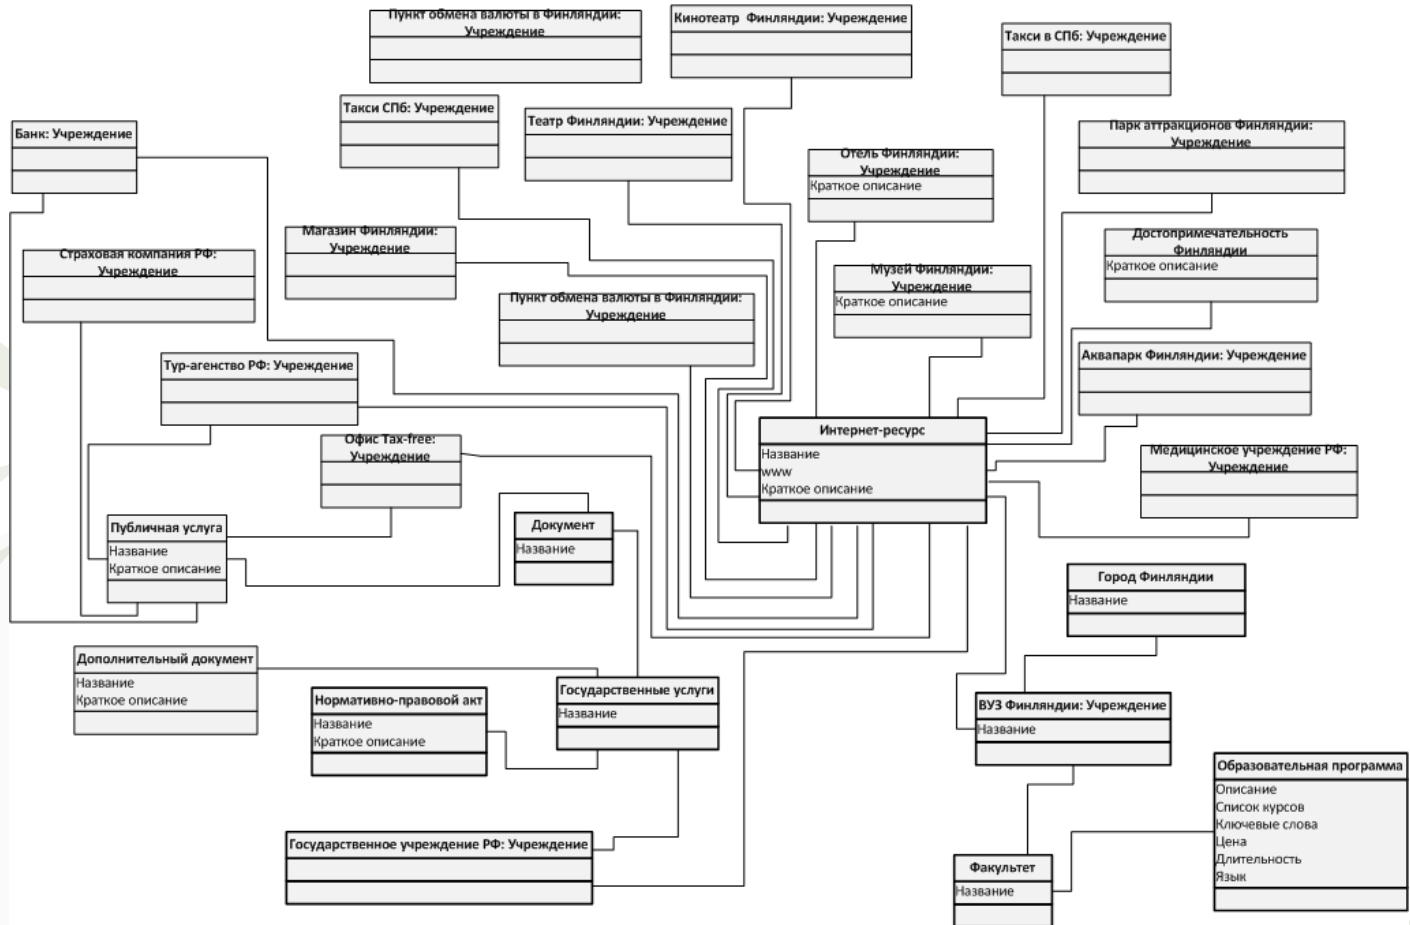 Пункт обмена валюты в Финляндии:
Учреждение
Кинотеатр Финляндии: Учреждение
Такси в СПб: Учреждение
Такси СПб: Учреждение
Театр Финляндии: Учреждение
Банк: Учреждение
Парк аттракционов Финляндии:
Учреждение
Отель Финляндии:
Учреждение
Краткое описание
Магазин Финляндии:
Учреждение
Достопримечательность
Финляндии
Краткое описание
Страховая компания РФ:
Учреждение
Музей Финляндии:
Учреждение
Краткое описание
Пункт обмена валюты в Финляндии:
Учреждение
Тур-агенство РФ: Учреждение
Аквапарк Финляндии: Учреждение
Интернет-ресурс
Название
www
Краткое описание
Офис Tax-free:
Учреждение
Медицинское учреждение РФ:
Учреждение
Публичная услуга
Название
Краткое описание
Документ
Название
Город Финляндии
Название
Дополнительный документ
Название
Краткое описание
Нормативно-правовой акт
Название
Краткое описание
Государственные услуги
Название
ВУЗ Финляндии: Учреждение
Название
Образовательная программа
Описание
Список курсов
Ключевые слова
Цена
Длительность
Язык
Государственное учреждение РФ: Учреждение
Факультет
Название